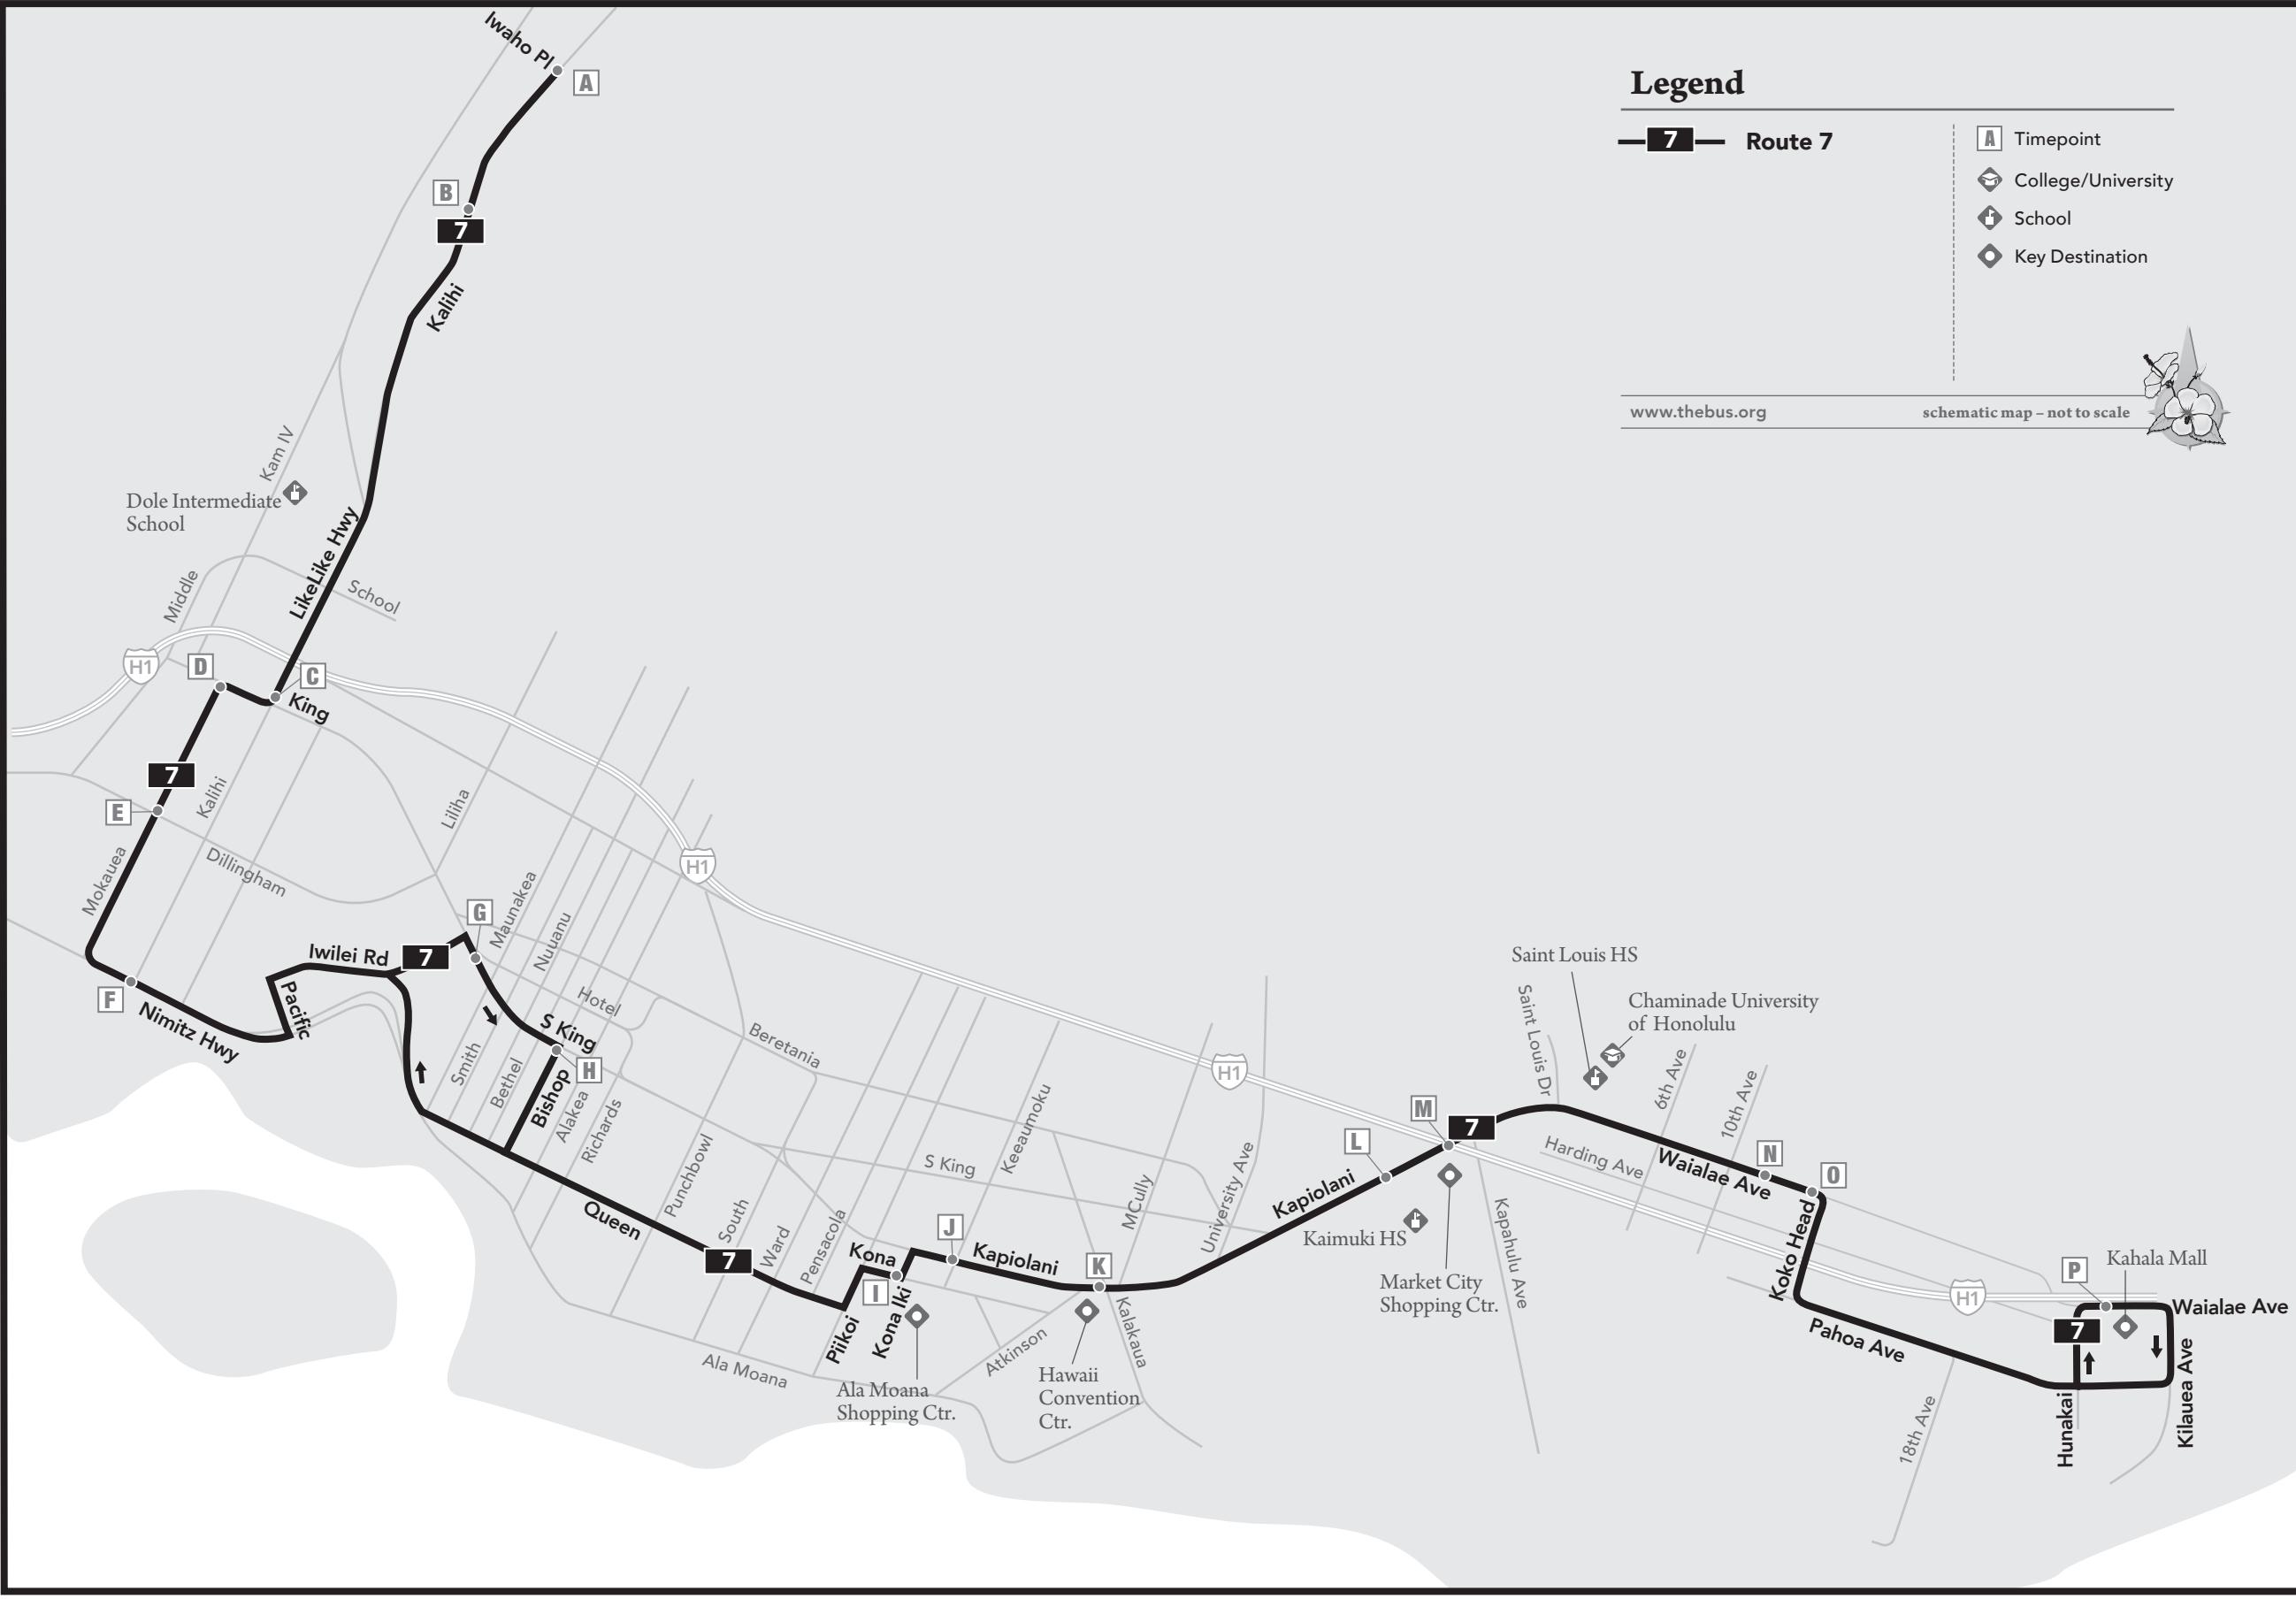 Iwaho Pl
A
B
7
Kalihi
Legend
7
Route 7
A
Timepoint
College/University
School
Key Destination
www.thebus.org
schematic map – not to scale
Kam IV
Dole Intermediate
School
LikeLike Hwy
Middle
School
H1
D
C
King
7
Kalihi
E
Mokauea
Dillingham
Liliha
H1
G
Maunakea
Nuuanu
Iwilei Rd
7
F
Pacific
Nimitz Hwy
Hotel
S King
H
Smith
Bethel
Bishop
Alakea
Richards
Beretania
Punchbowl
Queen
South
7
Ward
Pensacola
Keeaumoku
S King
J
Kona
I
Kona Iki
Piikoi
Kapiolani
K
MCully
University Ave
H1
Ala Moana
Ala Moana
Shopping Ctr.
Atkinson
Hawaii
Convention
Ctr.
Kalakaua
Kapiolani
L
M
7
Kaimuki HS
Market City
Shopping Ctr.
Kapahulu Ave
Saint Louis HS
Saint Louis Dr
Chaminade University
of Honolulu
6th Ave
10th Ave
Harding Ave
Waialae Ave
N
O
Koko Head
Pahoa Ave
H1
18th Ave
P
Kahala Mall
Waialae Ave
7
Hunakai
Kilauea Ave